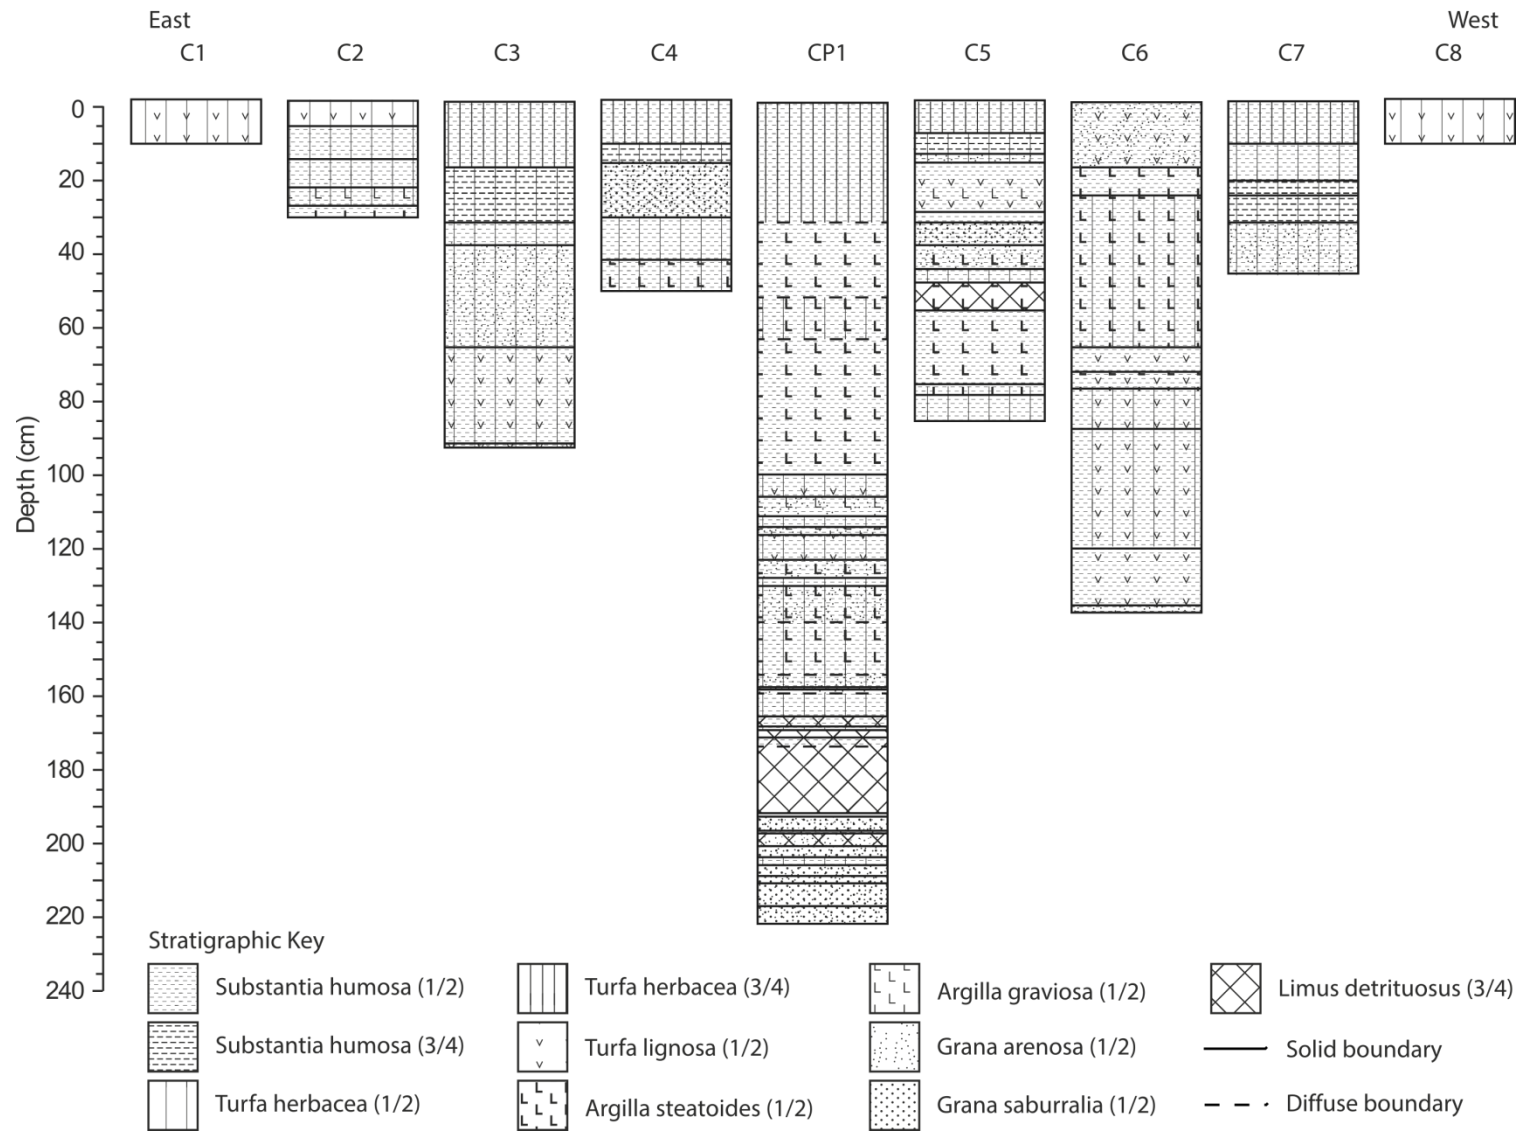 East West
C1 C2 C3 C4 CP1 C5 C6 C7 C8
0
20
40
60
80
100
120
140
160
180
200
220
240
Depth (cm)
Stratigraphic Key
Substantia humosa (1/2)
Substantia humosa (3/4)
Turfa herbacea (1/2)
Turfa herbacea (3/4)
Turfa lignosa (1/2)
Argilla steatoides (1/2)
Argilla graviosa (1/2)
Grana arenosa (1/2)
Grana saburralia (1/2)
Limus detrituosus (3/4)
Solid boundary
Diffuse boundary